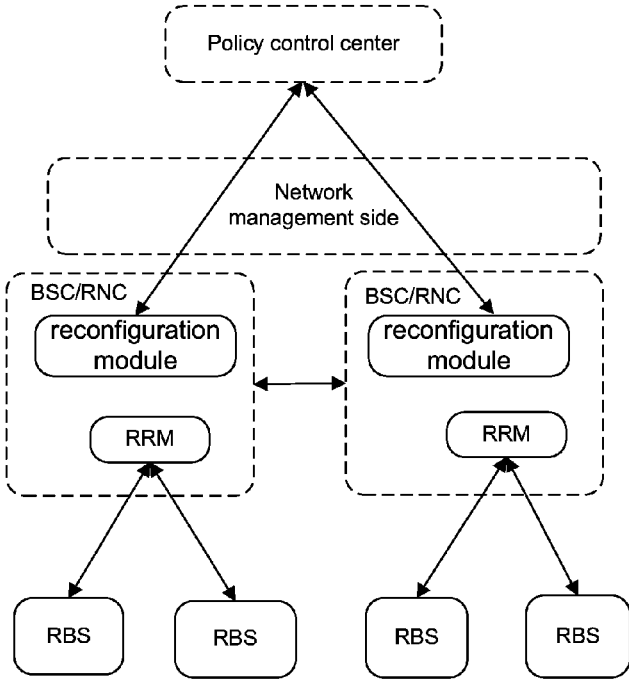 Policy control center
Network
management side
BSC/RNC
reconfiguration
module
RRM
BSC/RNC
reconfiguration
module
RRM
RBS
RBS
RBS
RBS